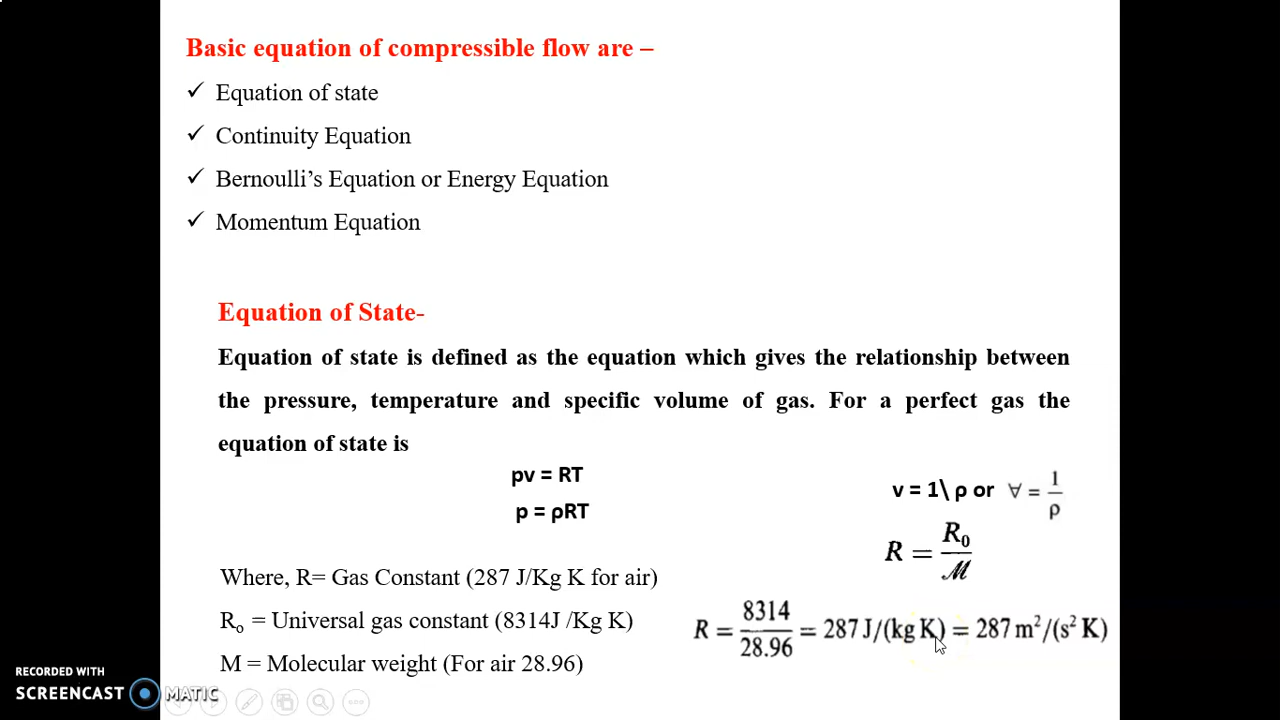 Basic equation of compressible flow are –
✓ Equation of state
✓ Continuity Equation
✓ Bernoulli’s Equation or Energy Equation
✓ Momentum Equation
Equation of State-
Equation of state is defined as the equation which gives the relationship between
the pressure, temperature and specific volume of gas. For a perfect gas the
equation of state is
pv = RT
p = ρRT
v = 1\ ρ or ∀ = 1/ρ
R = R₀/ℳ
Where, R= Gas Constant (287 J/Kg K for air)
Rₒ = Universal gas constant (8314J /Kg K)
M = Molecular weight (For air 28.96)
R = 8314/28.96 = 287 J/(kg K) = 287 m²/(s² K)
RECORDED WITH
SCREENCAST MATIC